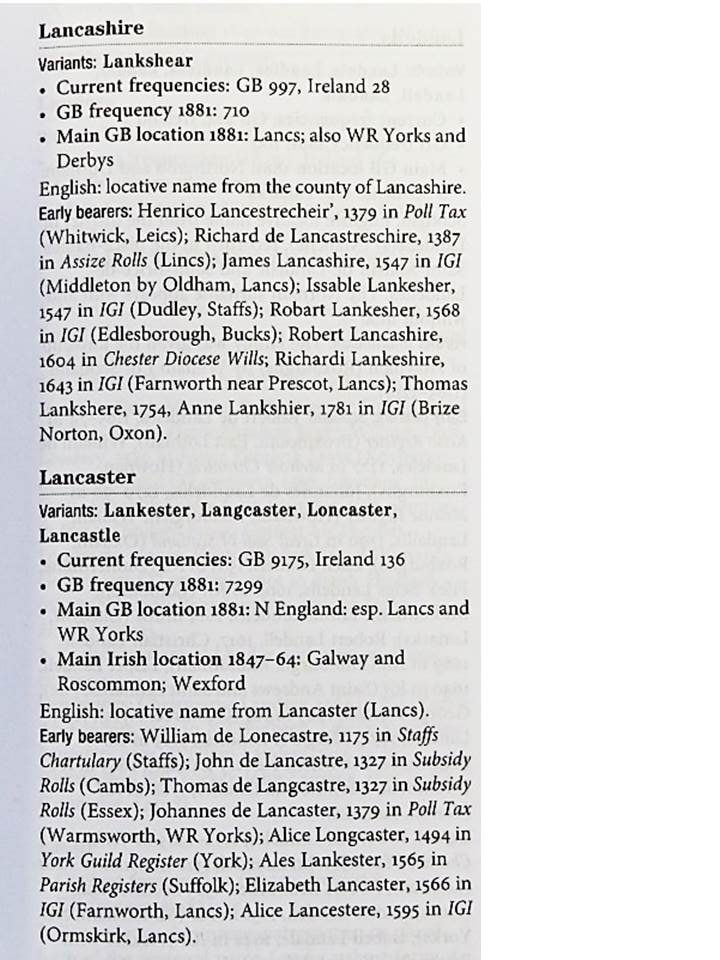 Lancashire
Variants: Lankshear
• Current frequencies: GB 997, Ireland 28
• GB frequency 1881: 710
• Main GB location 1881: Lancs; also WR Yorks and
Derbys
English: locative name from the county of Lancashire.
Early bearers: Henrico Lancestrecheir’, 1379 in Poll Tax
(Whitwick, Leics); Richard de Lancastreschire, 1387
in Assize Rolls (Lincs); James Lancashire, 1547 in IGI
(Middleton by Oldham, Lancs); Issable Lankesher,
1547 in IGI (Dudley, Staffs); Robart Lankesher, 1568
in IGI (Edlesborough, Bucks); Robert Lancashire,
1604 in Chester Diocese Wills; Richardi Lankeshire,
1643 in IGI (Farnworth near Prescot, Lancs); Thomas
Lankshere, 1754, Anne Lankshier, 1781 in IGI (Brize
Norton, Oxon).
Lancaster
Variants: Lankester, Langcaster, Loncaster,
Lancastle
• Current frequencies: GB 9175, Ireland 136
• GB frequency 1881: 7299
• Main GB location 1881: N England: esp. Lancs and
WR Yorks
• Main Irish location 1847–64: Galway and
Roscommon; Wexford
English: locative name from Lancaster (Lancs).
Early bearers: William de Lonecastre, 1175 in Staffs
Chartulary (Staffs); John de Lancastre, 1327 in Subsidy
Rolls (Cambs); Thomas de Langcastre, 1327 in Subsidy
Rolls (Essex); Johannes de Lancaster, 1379 in Poll Tax
(Warmsworth, WR Yorks); Alice Longcaster, 1494 in
York Guild Register (York); Ales Lankester, 1565 in
Parish Registers (Suffolk); Elizabeth Lancaster, 1566 in
IGI (Farnworth, Lancs); Alice Lancestere, 1595 in IGI
(Ormskirk, Lancs).